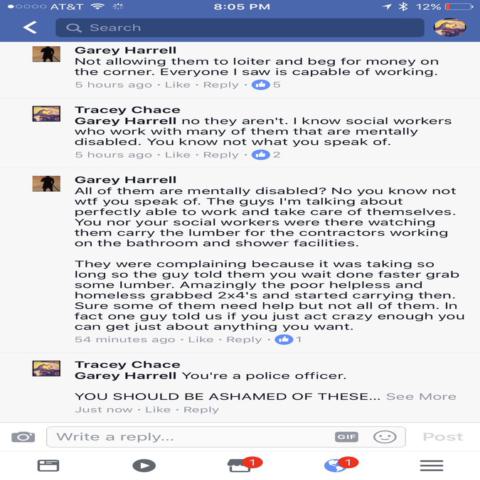 AT&T 8:05 PM 12%
Search
Garey Harrell
Not allowing them to loiter and beg for money on
the corner. Everyone I saw is capable of working.
5 hours ago · Like · Reply · 5
Tracey Chace
Garey Harrell no they aren't. I know social workers
who work with many of them that are mentally
disabled. You know not what you speak of.
5 hours ago · Like · Reply · 2
Garey Harrell
All of them are mentally disabled? No you know not
wtf you speak of. The guys I'm talking about
perfectly able to work and take care of themselves.
You nor your social workers were there watching
them carry the lumber for the contractors working
on the bathroom and shower facilities.
They were complaining because it was taking so
long so the guy told them you wait done faster grab
some lumber. Amazingly the poor helpless and
homeless grabbed 2x4's and started carrying then.
Sure some of them need help but not all of them. In
fact one guy told us if you just act crazy enough you
can get just about anything you want.
54 minutes ago · Like · Reply · 1
Tracey Chace
Garey Harrell You're a police officer.
YOU SHOULD BE ASHAMED OF THESE... See More
Just now · Like · Reply
Write a reply...
GIF
Post
1
1